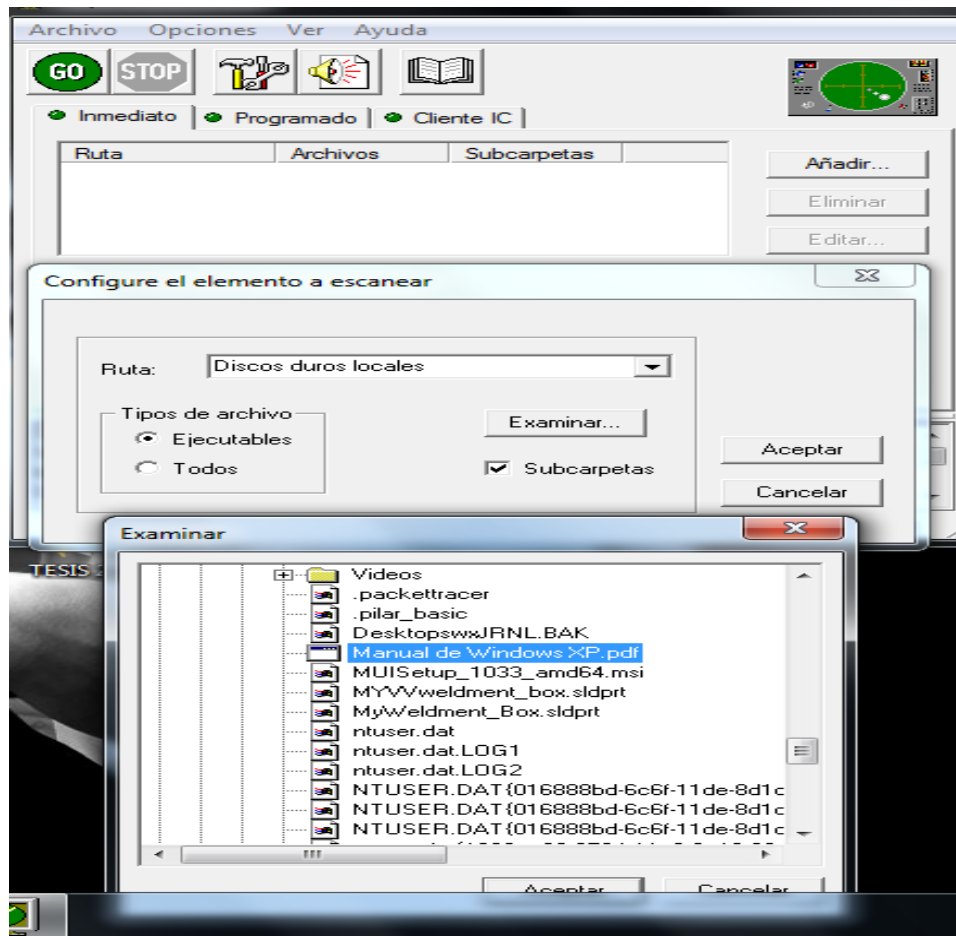 Archivo Opciones Ver Ayuda
GO STOP
Inmediato Programado Cliente IC
Ruta Archivos Subcarpetas
Añadir...
Eliminar
Editar...
Configure el elemento a escanear
Ruta: Discos duros locales
Tipos de archivo
Ejecutables
Todos
Examinar...
Subcarpetas
Aceptar
Cancelar
Examinar
TESIS
Videos
.packettracer
.pilar_basic
DesktopswxJRNL.BAK
Manual de Windows XP.pdf
MUISetup_1033_amd64.msi
MYVVweldment_box.sldprt
MyWeldment_Box.sldprt
ntuser.dat
ntuser.dat.LOG1
ntuser.dat.LOG2
NTUSER.DAT{016888bd-6c6f-11de-8d1c
NTUSER.DAT{016888bd-6c6f-11de-8d1c
NTUSER.DAT{016888bd-6c6f-11de-8d1c
Aceptar Cancelar